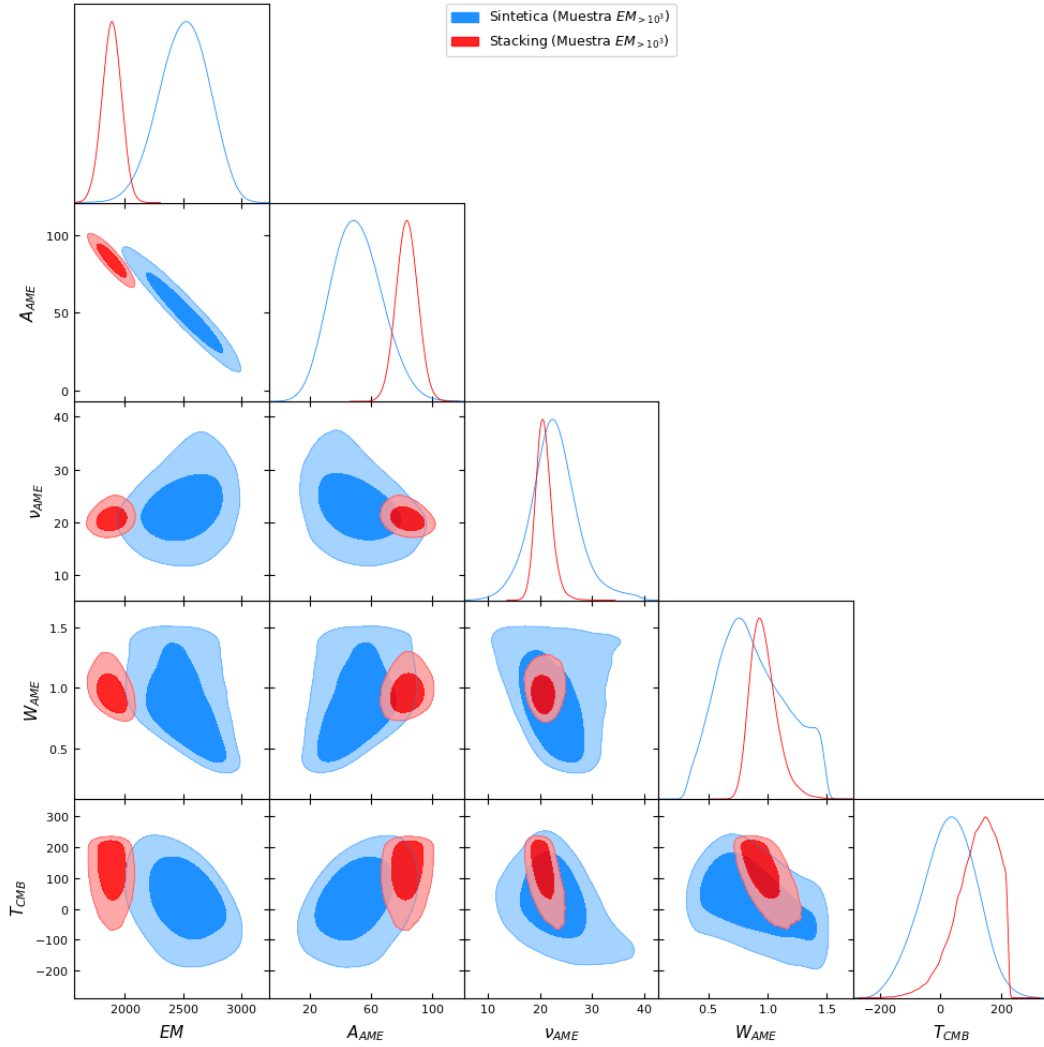 Sintetica (Muestra EM>10³)
Stacking (Muestra EM>10³)
100
50
0
A_AME
40
30
20
10
ν_AME
1.5
1.0
0.5
W_AME
300
200
100
0
−100
−200
T_CMB
2000 2500 3000
20 60 100
10 20 30 40
0.5 1.0 1.5
−200 0 200
EM
A_AME
ν_AME
W_AME
T_CMB